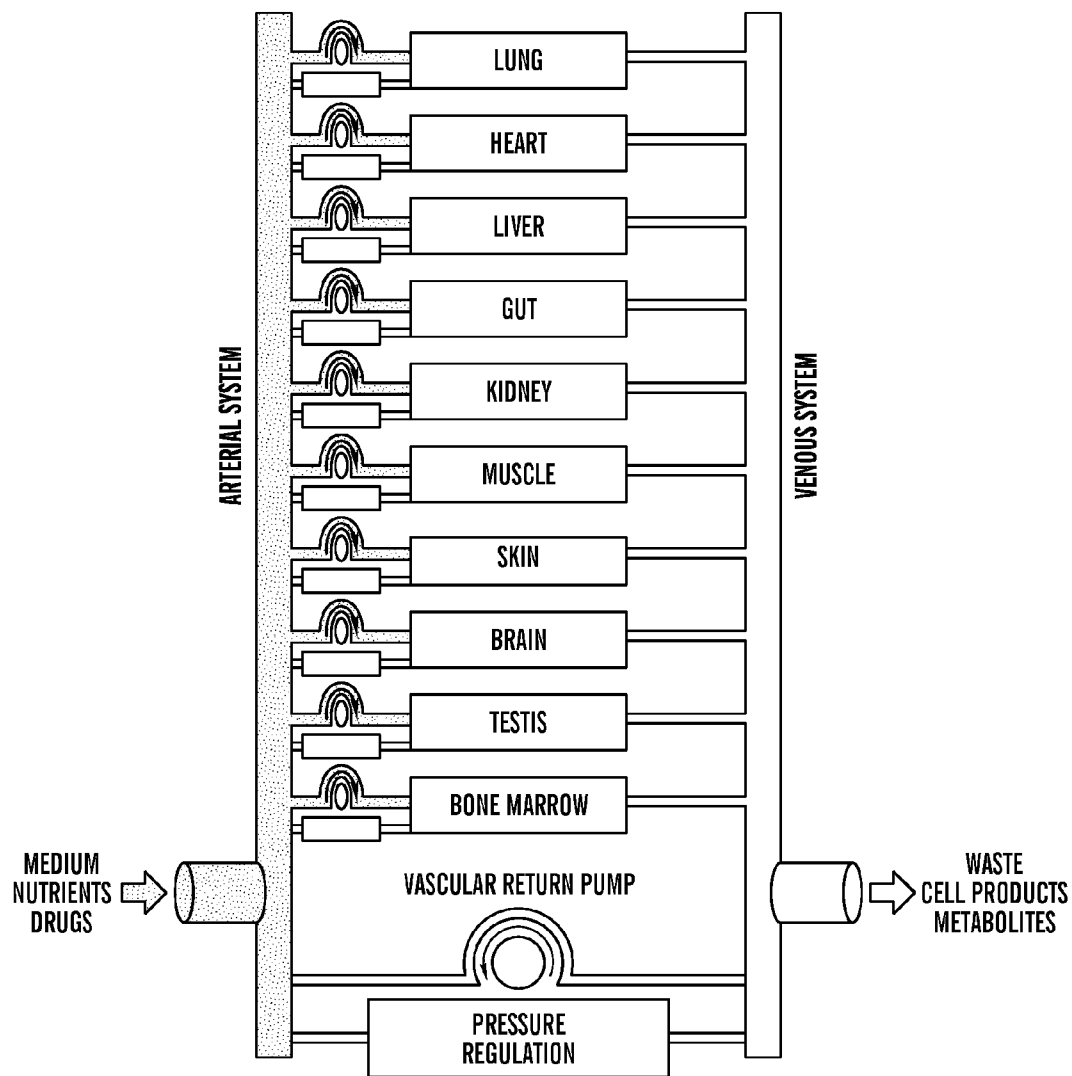 LUNG
HEART
LIVER
GUT
KIDNEY
MUSCLE
SKIN
BRAIN
TESTIS
BONE MARROW
ARTERIAL SYSTEM
VENOUS SYSTEM
MEDIUM
NUTRIENTS
DRUGS
VASCULAR RETURN PUMP
WASTE
CELL PRODUCTS
METABOLITES
PRESSURE
REGULATION